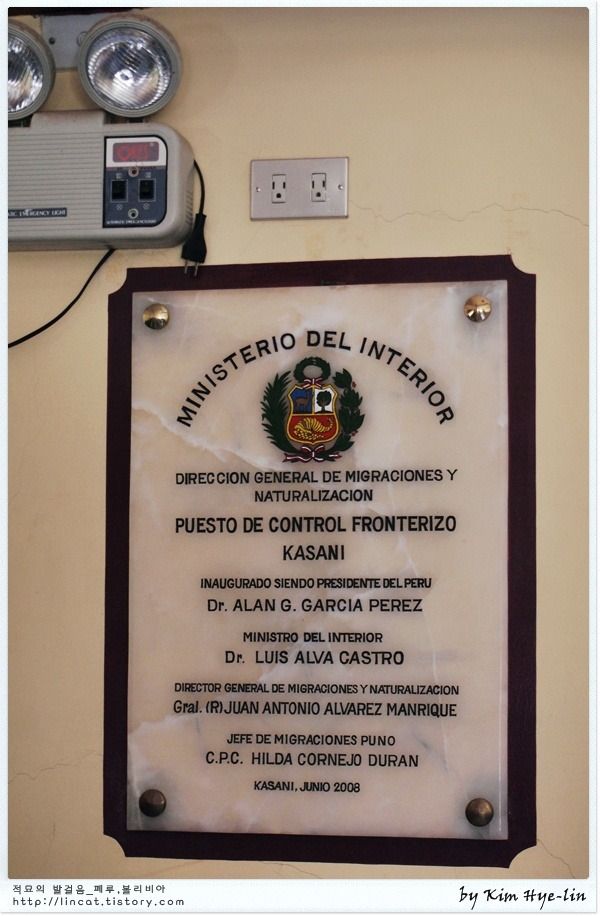 TIC EMERGENCY LIGHT
MINISTERIO DEL INTERIOR
DIRECCION GENERAL DE MIGRACIONES Y
NATURALIZACION
PUESTO DE CONTROL FRONTERIZO
KASANI
INAUGURADO SIENDO PRESIDENTE DEL PERU
Dr. ALAN G. GARCIA PEREZ
MINISTRO DEL INTERIOR
Dr. LUIS ALVA CASTRO
DIRECTOR GENERAL DE MIGRACIONES Y NATURALIZACION
Gral. (R) JUAN ANTONIO ALVAREZ MANRIQUE
JEFE DE MIGRACIONES PUNO
C.P.C. HILDA CORNEJO DURAN
KASANI, JUNIO 2008
적묘의 발걸음_페루,볼리비아
http://lincat.tistory.com
by Kim Hye-lin